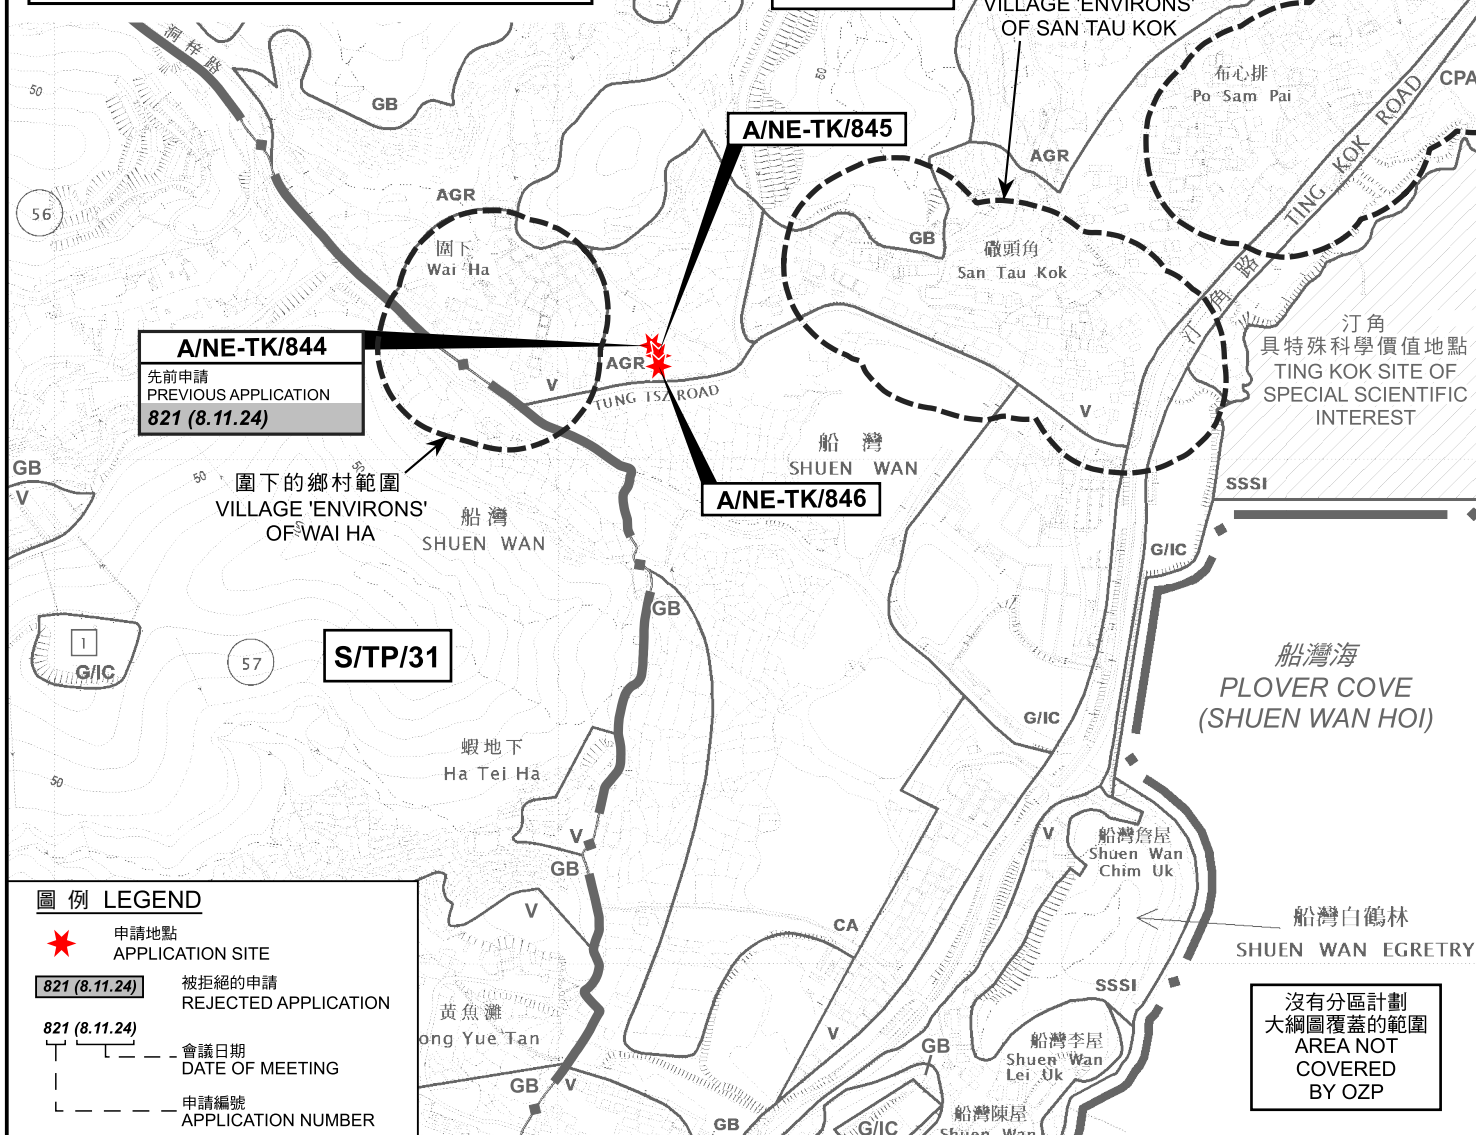 VILLAGE 'ENVIRONS'
OF SAN TAU KOK
洞梓路
50
GB
60
布心排
Po Sam Pai
CPA
A/NE-TK/845
AGR
TING KOK ROAD
汀角路
56
AGR
圍下
Wai Ha
GB
磡頭角
San Tau Kok
A/NE-TK/844
先前申請
PREVIOUS APPLICATION
821 (8.11.24)
AGR
V
TUNG TSZ ROAD
汀角
具特殊科學價值地點
TING KOK SITE OF
SPECIAL SCIENTIFIC
INTEREST
V
船灣
SHUEN WAN
GB
V
50
50
圍下的鄉村範圍
VILLAGE 'ENVIRONS'
OF WAI HA
A/NE-TK/846
船灣
SHUEN WAN
SSSI
G/IC
GB
1
G/IC
57
S/TP/31
船灣海
PLOVER COVE
(SHUEN WAN HOI)
G/IC
蝦地下
Ha Tei Ha
50
V
GB
V
船灣詹屋
Shuen Wan
Chim Uk
V
CA
船灣白鶴林
SHUEN WAN EGRETRY
SSSI
圖例 LEGEND
申請地點
APPLICATION SITE
821 (8.11.24)
被拒絕的申請
REJECTED APPLICATION
821 (8.11.24)
會議日期
DATE OF MEETING
申請編號
APPLICATION NUMBER
黃魚灘
ong Yue Tan
V
GB
船灣李屋
Shuen Wan
Lei Uk
GB
V
沒有分區計劃
大綱圖覆蓋的範圍
AREA NOT
COVERED
BY OZP
船灣陳屋
Shuen Wan
G/IC
GB